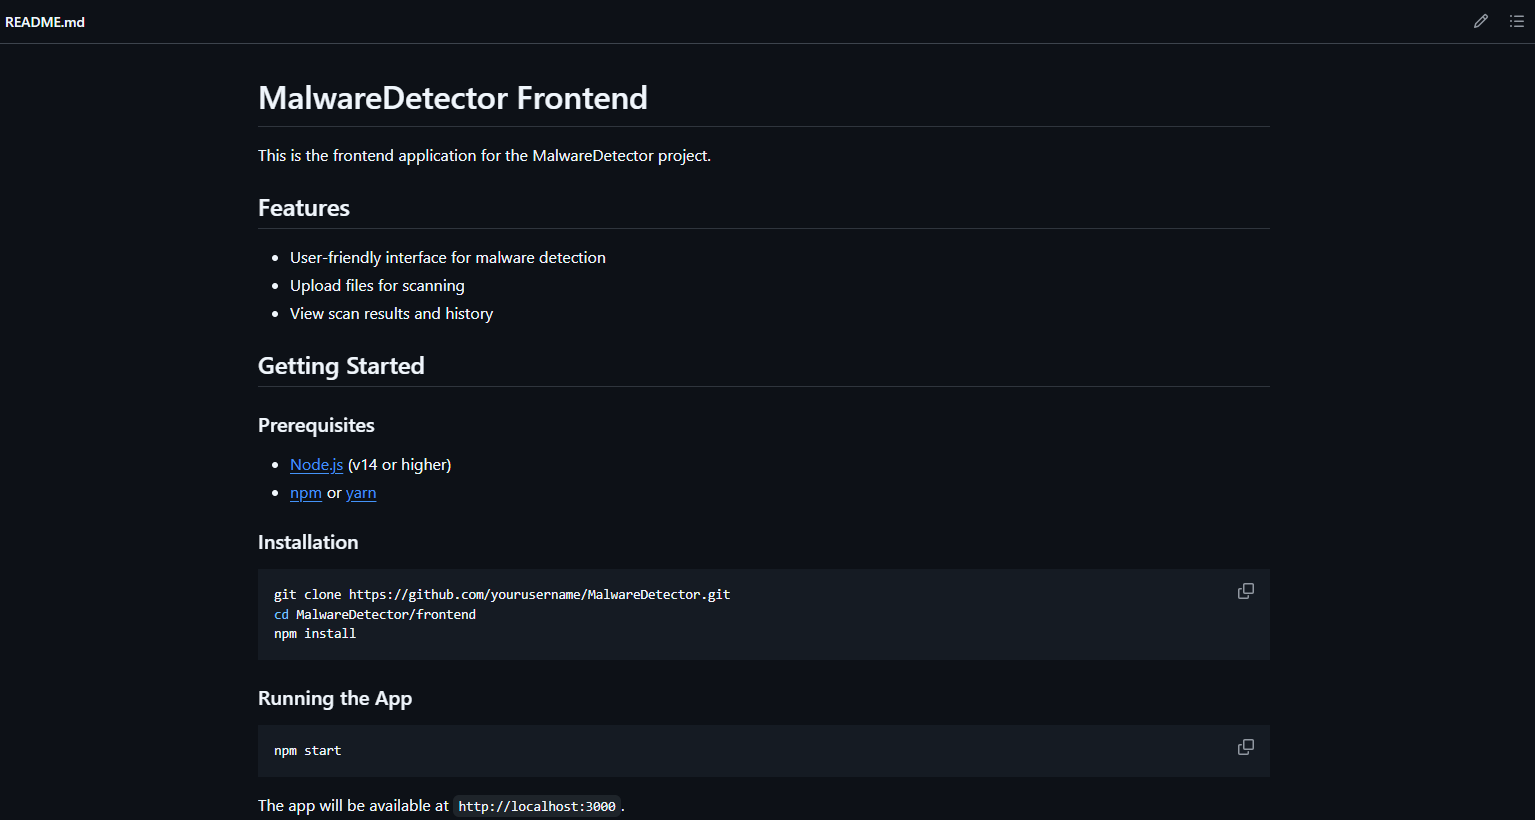 README.md
MalwareDetector Frontend
This is the frontend application for the MalwareDetector project.
Features
User-friendly interface for malware detection
Upload files for scanning
View scan results and history
Getting Started
Prerequisites
Node.js (v14 or higher)
npm or yarn
Installation
git clone https://github.com/yourusername/MalwareDetector.git
cd MalwareDetector/frontend
npm install
Running the App
npm start
The app will be available at http://localhost:3000.